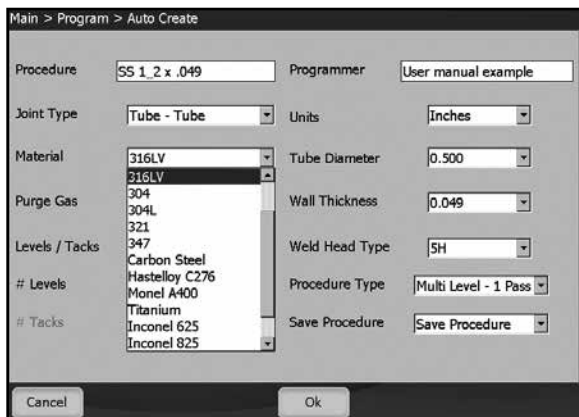 Main > Program > Auto Create
Procedure SS 1_2 x .049 Programmer User manual example
Joint Type Tube - Tube Units Inches
Material 316LV Tube Diameter 0.500
316LV
304
Purge Gas 304L Wall Thickness 0.049
321
347
Levels / Tacks Carbon Steel Weld Head Type 5H
Hastelloy C276
# Levels Monel A400 Procedure Type Multi Level - 1 Pass
Titanium
# Tacks Inconel 625 Save Procedure Save Procedure
Inconel 825
Cancel Ok